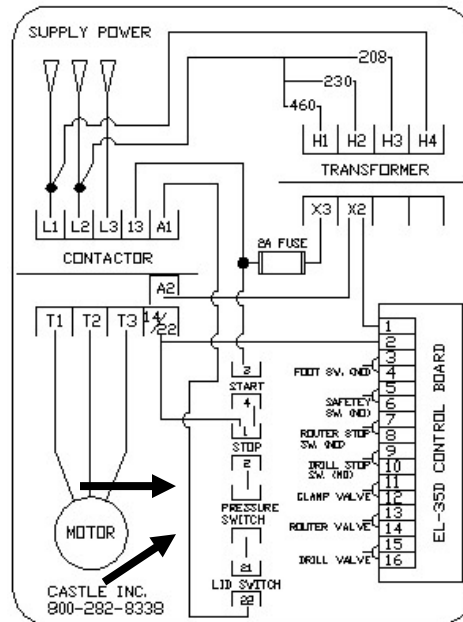 SUPPLY POWER
208
230
460
H1 H2 H3 H4
TRANSFORMER
L1 L2 L3 13 A1
X3 X2
CONTACTOR
2A FUSE
A2
T1 T2 T3 14/22
1
2
3
FOOT SW. (NO)
4
5
SAFETEY
SW. (NO)
6
7
ROUTER STOP
SW. (NO)
8
9
DRILL STOP
SW. (NO)
10
11
CLAMP VALVE
12
13
ROUTER VALVE
14
15
DRILL VALVE
16
EL-35D CONTROL BOARD
3
START
4
1
STOP
2
PRESSURE
SWITCH
21
LID SWITCH
22
MOTOR
CASTLE INC.
800-282-8338